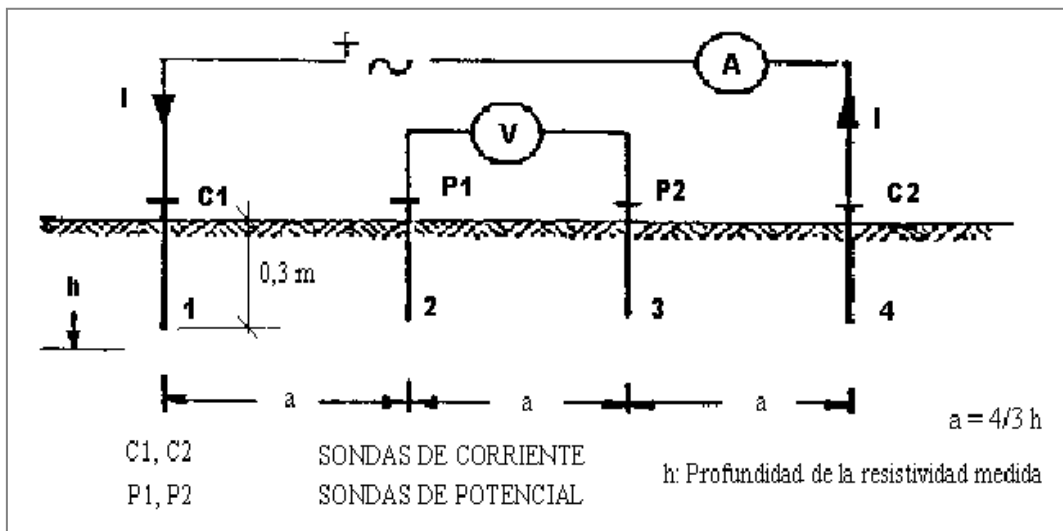 A
I
V
I
C1
P1
P2
C2
h
0,3 m
1
2
3
4
a
a
a
a = 4/3 h
C1, C2 SONDAS DE CORRIENTE
P1, P2 SONDAS DE POTENCIAL
h: Profundidad de la resistividad medida